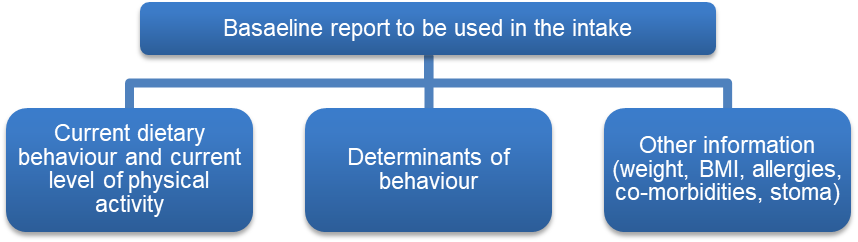 Basaeline report to be used in the intake
Current dietary
behaviour and current
level of physical
activity
Determinants of
behaviour
Other information
(weight, BMI, allergies,
co-morbidities, stoma)